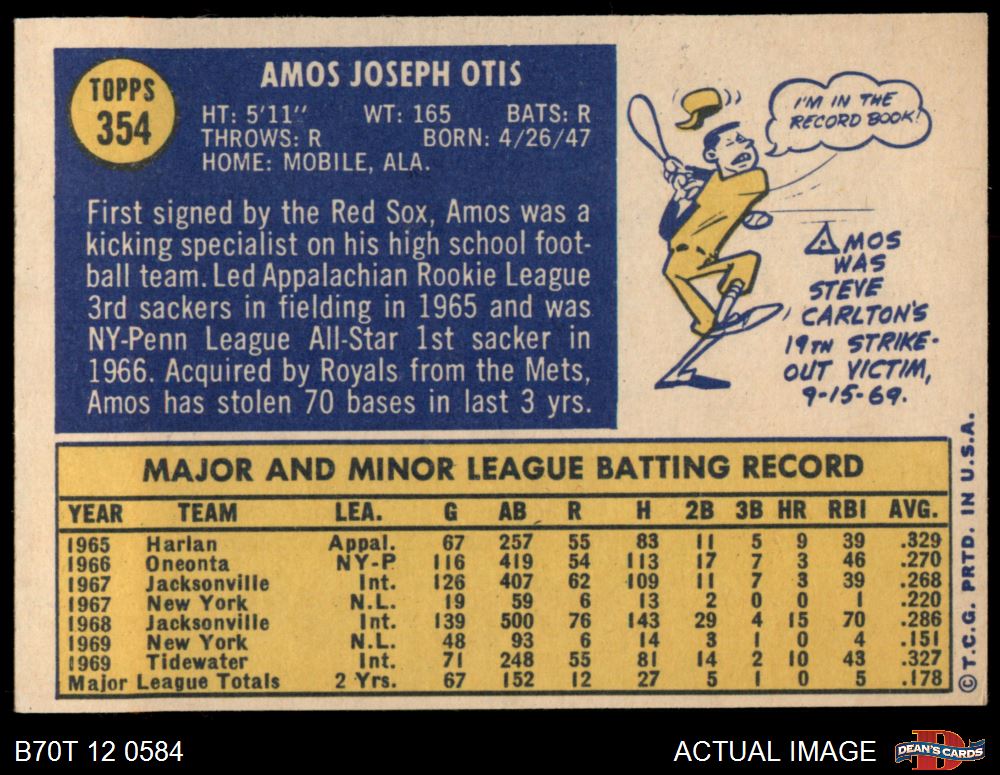 TOPPS
354
AMOS JOSEPH OTIS
HT: 5'11" WT: 165 BATS: R
THROWS: R BORN: 4/26/47
HOME: MOBILE, ALA.
First signed by the Red Sox, Amos was a
kicking specialist on his high school foot-
ball team. Led Appalachian Rookie League
3rd sackers in fielding in 1965 and was
NY-Penn League All-Star 1st sacker in
1966. Acquired by Royals from the Mets,
Amos has stolen 70 bases in last 3 yrs.
I'M IN THE
RECORD BOOK!
AMOS
WAS
STEVE
CARLTON'S
19TH STRIKE-
OUT VICTIM,
9-15-69.
MAJOR AND MINOR LEAGUE BATTING RECORD
YEAR TEAM LEA. G AB R H 2B 3B HR RBI AVG.
1965 Harlan Appal. 67 257 55 83 11 5 9 39 .329
1966 Oneonta NY-P 116 419 54 113 17 7 3 46 .270
1967 Jacksonville Int. 126 407 62 109 11 7 3 39 .268
1967 New York N.L. 19 59 6 13 2 0 0 1 .220
1968 Jacksonville Int. 139 500 76 143 29 4 15 70 .286
1969 New York N.L. 48 93 6 14 3 1 0 4 .151
1969 Tidewater Int. 71 248 55 81 14 2 10 43 .327
Major League Totals 2 Yrs. 67 152 12 27 5 1 0 5 .178
© T.C.G. PRTD. IN U.S.A.
B70T 12 0584
ACTUAL IMAGE
DEAN'S CARDS